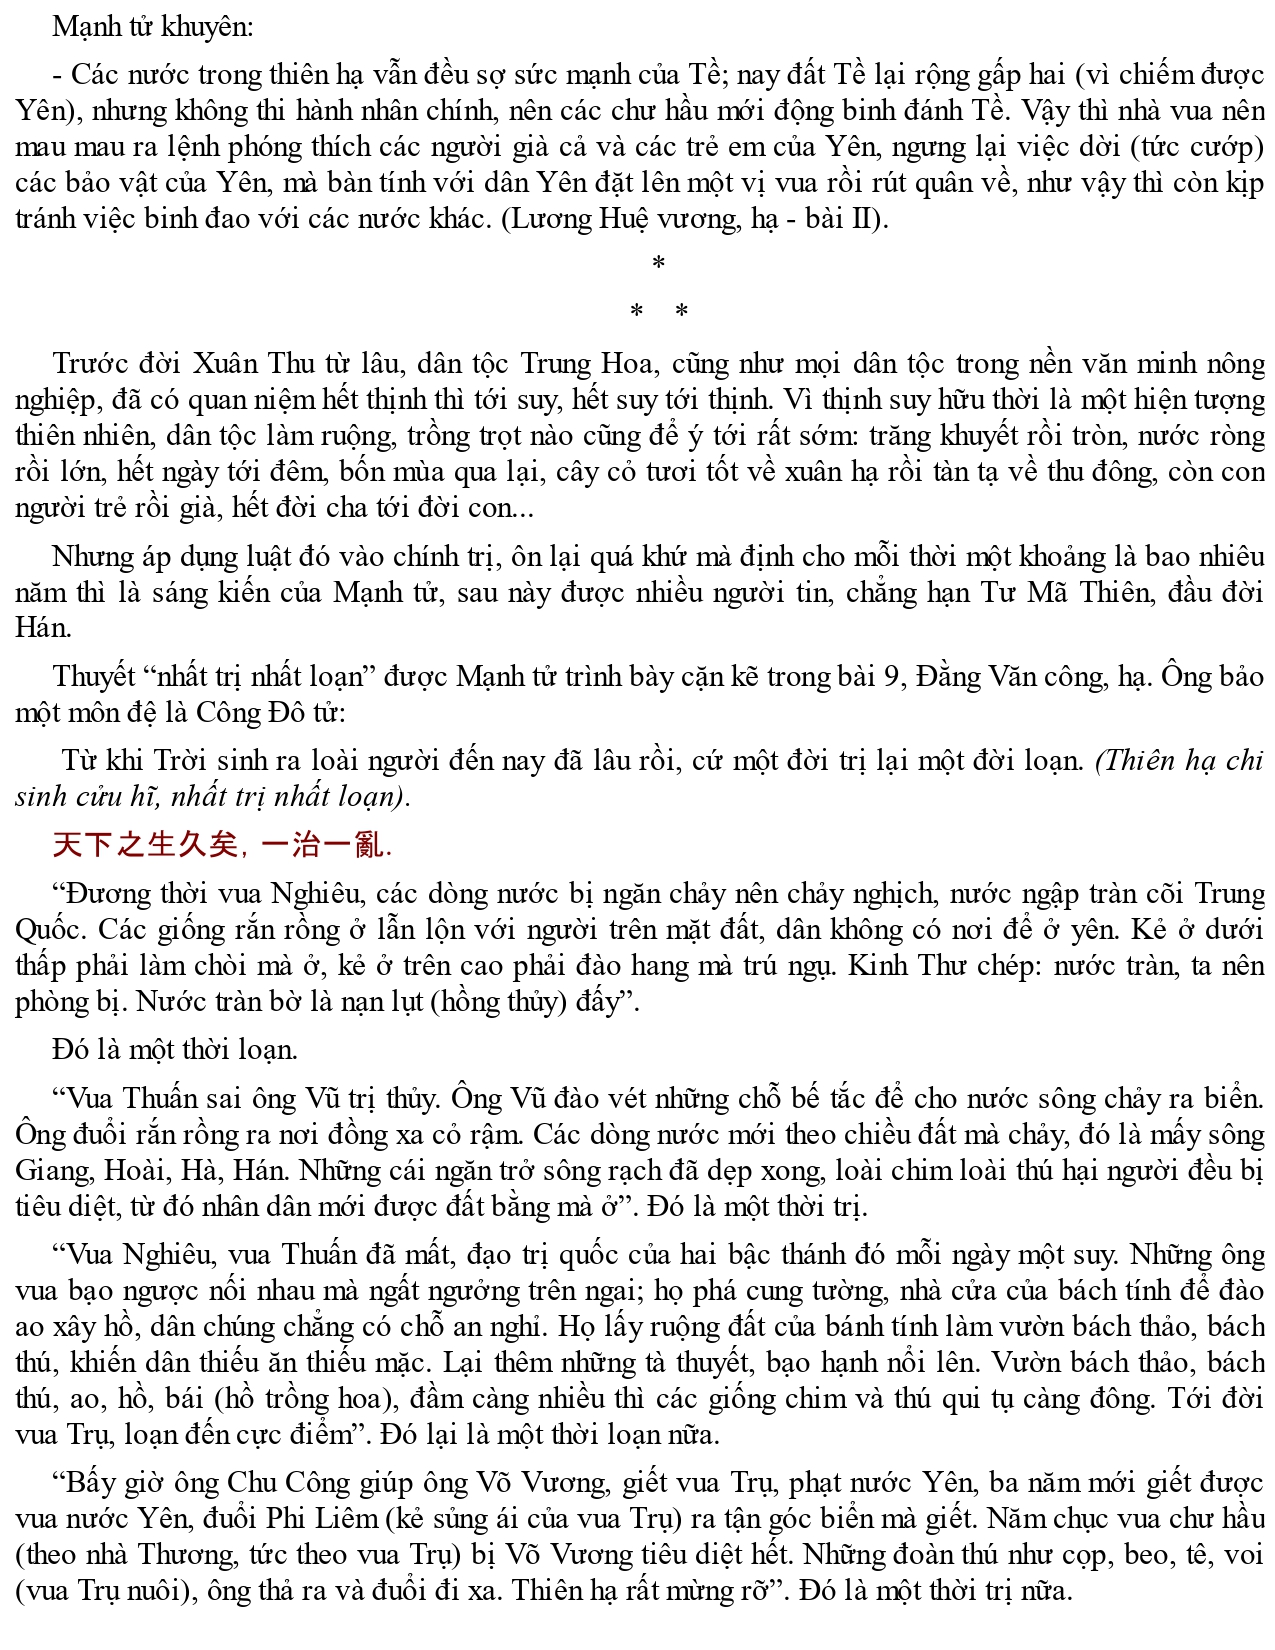 Mạnh tử khuyên:
- Các nước trong thiên hạ vẫn đều sợ sức mạnh của Tề; nay đất Tề lại rộng gấp hai (vì chiếm được
Yên), nhưng không thi hành nhân chính, nên các chư hầu mới động binh đánh Tề. Vậy thì nhà vua nên
mau mau ra lệnh phóng thích các người già cả và các trẻ em của Yên, ngưng lại việc dời (tức cướp)
các bảo vật của Yên, mà bàn tính với dân Yên đặt lên một vị vua rồi rút quân về, như vậy thì còn kịp
tránh việc binh đao với các nước khác. (Lương Huệ vương, hạ - bài II).
*
* *
Trước đời Xuân Thu từ lâu, dân tộc Trung Hoa, cũng như mọi dân tộc trong nền văn minh nông
nghiệp, đã có quan niệm hết thịnh thì tới suy, hết suy tới thịnh. Vì thịnh suy hữu thời là một hiện tượng
thiên nhiên, dân tộc làm ruộng, trồng trọt nào cũng để ý tới rất sớm: trăng khuyết rồi tròn, nước ròng
rồi lớn, hết ngày tới đêm, bốn mùa qua lại, cây cỏ tươi tốt về xuân hạ rồi tàn tạ về thu đông, còn con
người trẻ rồi già, hết đời cha tới đời con...
Nhưng áp dụng luật đó vào chính trị, ôn lại quá khứ mà định cho mỗi thời một khoảng là bao nhiêu
năm thì là sáng kiến của Mạnh tử, sau này được nhiều người tin, chẳng hạn Tư Mã Thiên, đầu đời
Hán.
Thuyết “nhất trị nhất loạn” được Mạnh tử trình bày cặn kẽ trong bài 9, Đằng Văn công, hạ. Ông bảo
một môn đệ là Công Đô tử:
Từ khi Trời sinh ra loài người đến nay đã lâu rồi, cứ một đời trị lại một đời loạn. (Thiên hạ chi
sinh cửu hĩ, nhất trị nhất loạn).
天下之生久矣, 一治一亂.
“Đương thời vua Nghiêu, các dòng nước bị ngăn chảy nên chảy nghịch, nước ngập tràn cõi Trung
Quốc. Các giống rắn rồng ở lẫn lộn với người trên mặt đất, dân không có nơi để ở yên. Kẻ ở dưới
thấp phải làm chòi mà ở, kẻ ở trên cao phải đào hang mà trú ngụ. Kinh Thư chép: nước tràn, ta nên
phòng bị. Nước tràn bờ là nạn lụt (hồng thủy) đấy”.
Đó là một thời loạn.
“Vua Thuấn sai ông Vũ trị thủy. Ông Vũ đào vét những chỗ bế tắc để cho nước sông chảy ra biển.
Ông đuổi rắn rồng ra nơi đồng xa cỏ rậm. Các dòng nước mới theo chiều đất mà chảy, đó là mấy sông
Giang, Hoài, Hà, Hán. Những cái ngăn trở sông rạch đã dẹp xong, loài chim loài thú hại người đều bị
tiêu diệt, từ đó nhân dân mới được đất bằng mà ở”. Đó là một thời trị.
“Vua Nghiêu, vua Thuấn đã mất, đạo trị quốc của hai bậc thánh đó mỗi ngày một suy. Những ông
vua bạo ngược nối nhau mà ngất ngưởng trên ngai; họ phá cung tường, nhà cửa của bách tính để đào
ao xây hồ, dân chúng chẳng có chỗ an nghỉ. Họ lấy ruộng đất của bánh tính làm vườn bách thảo, bách
thú, khiến dân thiếu ăn thiếu mặc. Lại thêm những tà thuyết, bạo hạnh nổi lên. Vườn bách thảo, bách
thú, ao, hồ, bái (hồ trồng hoa), đầm càng nhiều thì các giống chim và thú qui tụ càng đông. Tới đời
vua Trụ, loạn đến cực điểm”. Đó lại là một thời loạn nữa.
“Bấy giờ ông Chu Công giúp ông Võ Vương, giết vua Trụ, phạt nước Yên, ba năm mới giết được
vua nước Yên, đuổi Phi Liêm (kẻ sủng ái của vua Trụ) ra tận góc biển mà giết. Năm chục vua chư hầu
(theo nhà Thương, tức theo vua Trụ) bị Võ Vương tiêu diệt hết. Những đoàn thú như cọp, beo, tê, voi
(vua Trụ nuôi), ông thả ra và đuổi đi xa. Thiên hạ rất mừng rỡ”. Đó là một thời trị nữa.